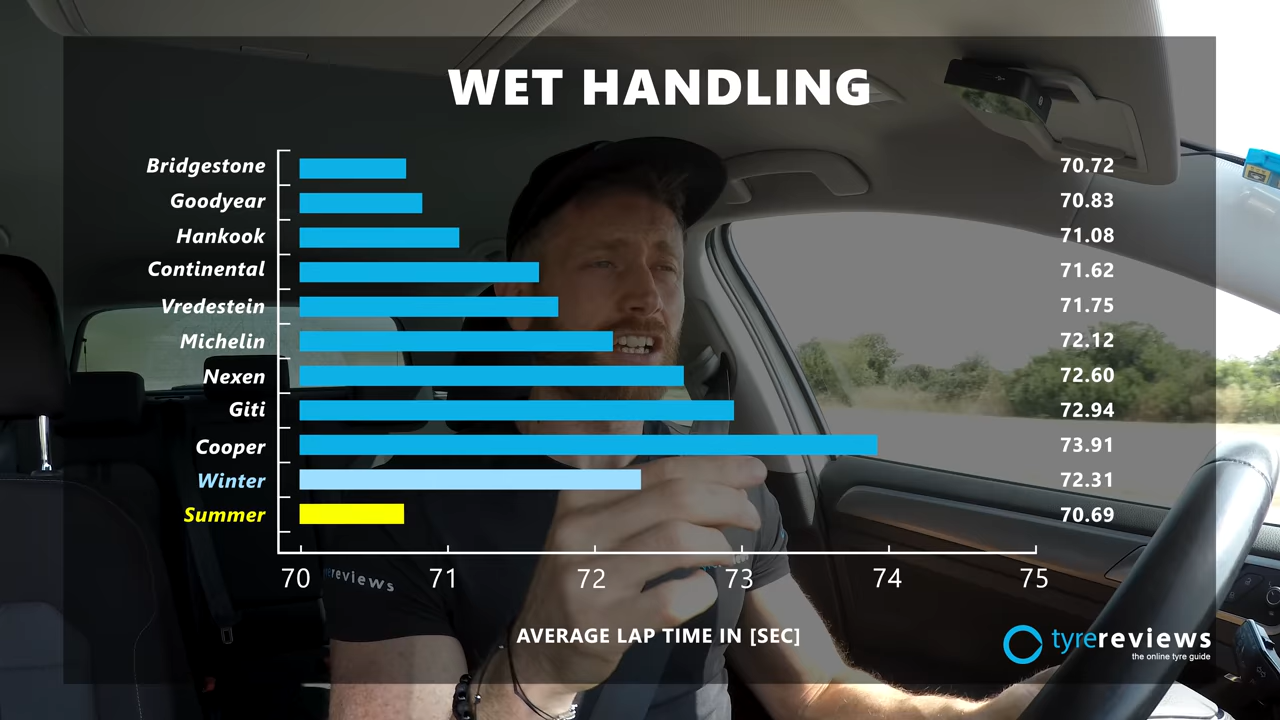 WET HANDLING
Bridgestone 70.72
Goodyear 70.83
Hankook 71.08
Continental 71.62
Vredestein 71.75
Michelin 72.12
Nexen 72.60
Giti 72.94
Cooper 73.91
Winter 72.31
Summer 70.69
70 71 72 73 74 75
reviews
AVERAGE LAP TIME IN [SEC]
tyrereviews
the online tyre guide